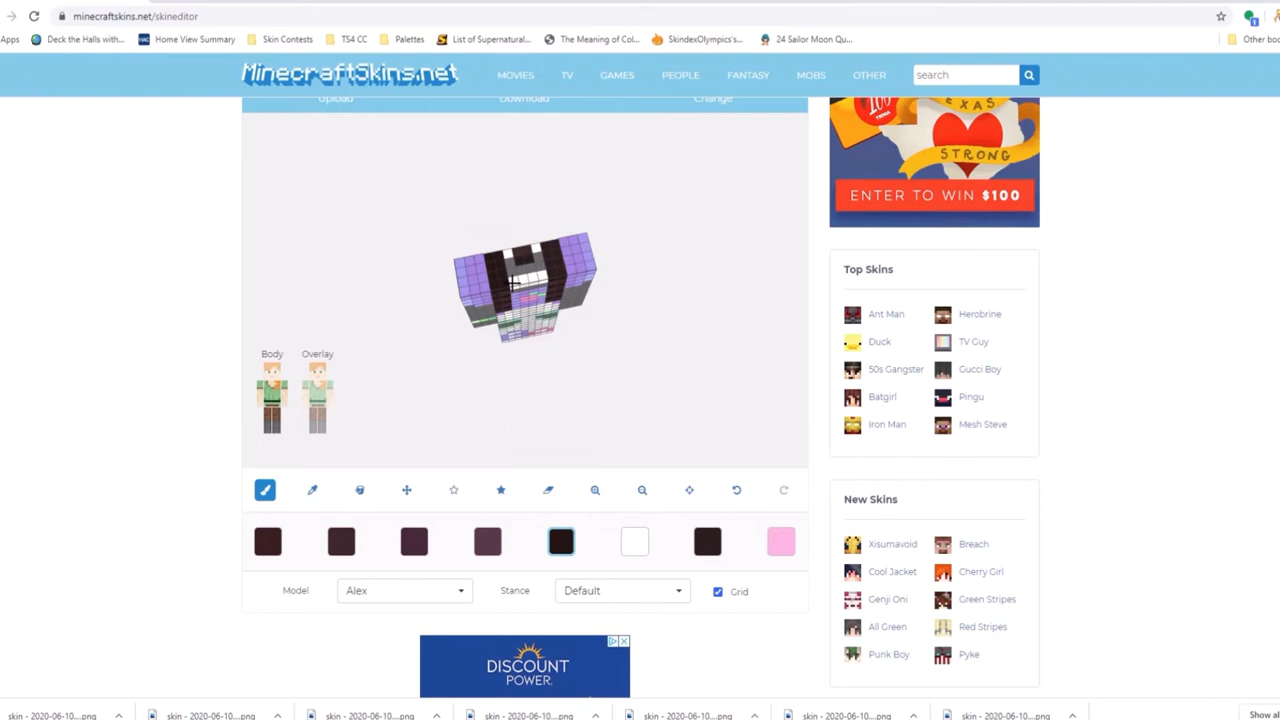 minecraftskins.net/skineditor
Apps
Deck the Halls with...
Home View Summary
Skin Contests
TS4 CC
Palettes
List of Supernatural...
The Meaning of Col...
SkindexOlympics's...
24 Sailor Moon Qu...
Other boo
MinecraftSkins.net
MOVIES
TV
GAMES
PEOPLE
FANTASY
MOBS
OTHER
search
Upload
Download
Change
100
TEXAS
STRONG
ENTER TO WIN $100
Body
Overlay
Top Skins
Ant Man
Herobrine
Duck
TV Guy
50s Gangster
Gucci Boy
Batgirl
Pingu
Iron Man
Mesh Steve
Model
Alex
Stance
Default
Grid
New Skins
Xisumavoid
Breach
Cool Jacket
Cherry Girl
Genji Oni
Green Stripes
All Green
Red Stripes
Punk Boy
Pyke
DISCOUNT
POWER.
skin - 2020-06-10....png
skin - 2020-06-10....png
skin - 2020-06-10....png
skin - 2020-06-10....png
skin - 2020-06-10....png
skin - 2020-06-10....png
skin - 2020-06-10....png
Show al